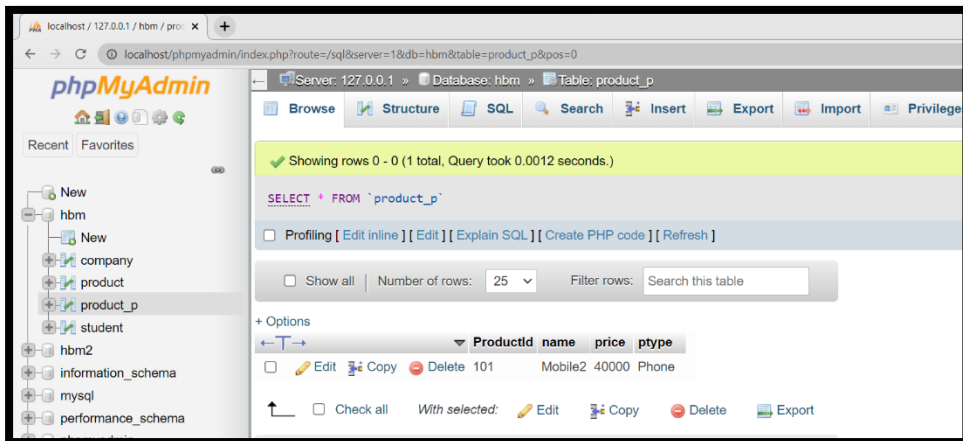 localhost / 127.0.0.1 / hbm / prod
localhost/phpmyadmin/index.php?route=/sql&server=1&db=hbm&table=product_p&pos=0
phpMyAdmin
Recent Favorites
New
hbm
New
company
product
product_p
student
hbm2
information_schema
mysql
performance_schema
Server: 127.0.0.1 » Database: hbm » Table: product_p
Browse Structure SQL Search Insert Export Import Privilege
Showing rows 0 - 0 (1 total, Query took 0.0012 seconds.)
SELECT * FROM `product_p`
Profiling [ Edit inline ] [ Edit ] [ Explain SQL ] [ Create PHP code ] [ Refresh ]
Show all | Number of rows: 25 Filter rows: Search this table
+ Options
←T→ ProductId name price ptype
Edit Copy Delete 101 Mobile2 40000 Phone
Check all With selected: Edit Copy Delete Export